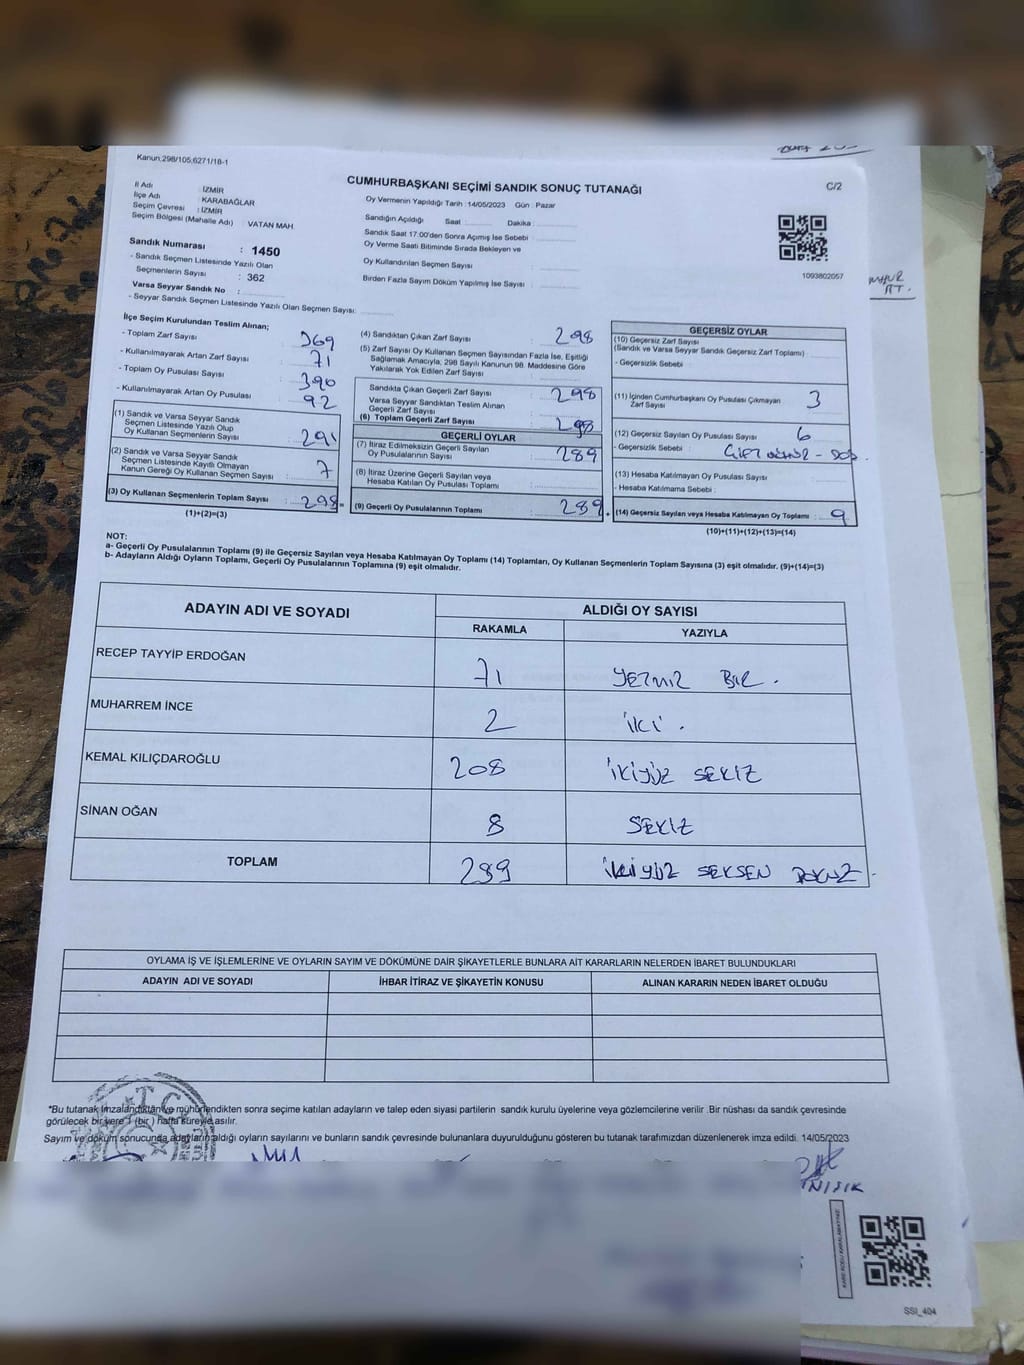 Kanun.298/105;6271/18-1
CUMHURBAŞKANI SEÇİMİ SANDIK SONUÇ TUTANAĞI
C/2
İl Adı : İZMİR
İlçe Adı : KARABAĞLAR
Seçim Çevresi : İZMİR
Seçim Bölgesi (Mahalle Adı) : VATAN MAH.
Sandık Numarası : 1450
- Sandık Seçmen Listesinde Yazılı Olan
Seçmenlerin Sayısı : 362
Varsa Seyyar Sandık No :
- Seyyar Sandık Seçmen Listesinde Yazılı Olan Seçmen Sayısı:
Oy Vermenin Yapıldığı Tarih :14/05/2023 Gün : Pazar
Sandığın Açıldığı Saat: Dakika:
Sandık Saat 17:00'den Sonra Açımış İse Sebebi :
Oy Verme Saati Bitiminde Sırada Bekleyen ve
Oy Kullandırılan Seçmen Sayısı :
Birden Fazla Sayım Döküm Yapılmış İse Sayısı :
1093802057
İlçe Seçim Kurulundan Teslim Alınan;
- Toplam Zarf Sayısı : 369
- Kullanılmayarak Artan Zarf Sayısı : 71
- Toplam Oy Pusulası Sayısı : 390
- Kullanılmayarak Artan Oy Pusulası : 92
(1) Sandık ve Varsa Seyyar Sandık
Seçmen Listesinde Yazılı Olup
Oy Kullanan Seçmenlerin Sayısı : 291
(2) Sandık ve Varsa Seyyar Sandık
Seçmen Listesinde Kayıtlı Olmayan
Kanun Gereği Oy Kullanan Seçmen Sayısı : 7
(3) Oy Kullanan Seçmenlerin Toplam Sayısı : 298 =
(1)+(2)=(3)
(4) Sandıktan Çıkan Zarf Sayısı : 298
(5) Zarf Sayısı Oy Kullanan Seçmen Sayısından Fazla İse, Eşitliği
Sağlamak Amacıyla, 298 Sayılı Kanunun 98. Maddesine Göre
Yakılarak Yok Edilen Zarf Sayısı :
Sandıkta Çıkan Geçerli Zarf Sayısı : 298
Varsa Seyyar Sandıktan Teslim Alınan
Geçerli Zarf Sayısı :
(6) Toplam Geçerli Zarf Sayısı : 298
GEÇERLİ OYLAR
(7) İtiraz Edilmeksizin Geçerli Sayılan
Oy Pusulalarının Sayısı : 289
(8) İtiraz Üzerine Geçerli Sayılan veya
Hesaba Katılan Oy Pusulası Toplamı :
(9) Geçerli Oy Pusulalarının Toplamı : 289 +
GEÇERSİZ OYLAR
(10) Geçersiz Zarf Sayısı
(Sandık ve Varsa Seyyar Sandık Geçersiz Zarf Toplamı) :
- Geçersizlik Sebebi :
(11) İçinden Cumhurbaşkanı Oy Pusulası Çıkmayan
Zarf Sayısı : 3
(12) Geçersiz Sayılan Oy Pusulası Sayısı : 6
- Geçersizlik Sebebi :
(13) Hesaba Katılmayan Oy Pusulası Sayısı :
- Hesaba Katılmama Sebebi :
(14) Geçersiz Sayılan veya Hesaba Katılmayan Oy Toplamı : 9
(10)+(11)+(12)+(13)=(14)
NOT:
a- Geçerli Oy Pusulalarının Toplamı (9) ile Geçersiz Sayılan veya Hesaba Katılmayan Oy Toplamı (14) Toplamları, Oy Kullanan Seçmenlerin Toplam Sayısına (3) eşit olmalıdır. (9)+(14)=(3)
b- Adayların Aldığı Oyların Toplamı, Geçerli Oy Pusulalarının Toplamına (9) eşit olmalıdır.
ADAYIN ADI VE SOYADI ALDIĞI OY SAYISI
RAKAMLA YAZIYLA
RECEP TAYYİP ERDOĞAN 71 YETMİŞ BİR .
MUHARREM İNCE 2 İKİ .
KEMAL KILIÇDAROĞLU 208 İKİYÜZ SEKİZ
SİNAN OĞAN 8 SEKİZ
TOPLAM 289 İKİYÜZ SEKSEN DOKUZ .
OYLAMA İŞ VE İŞLEMLERİNE VE OYLARIN SAYIM VE DÖKÜMÜNE DAİR ŞİKAYETLERLE BUNLARA AİT KARARLARIN NELERDEN İBARET BULUNDUKLARI
ADAYIN ADI VE SOYADI İHBAR İTİRAZ VE ŞİKAYETİN KONUSU ALINAN KARARIN NEDEN İBARET OLDUĞU
*Bu tutanak imzalandıktan ve mühürlendikten sonra seçime katılan adayların ve talep eden siyasi partilerin sandık kurulu üyelerine veya gözlemcilerine verilir .Bir nüshası da sandık çevresinde
görülecek bir yere 1 (bir ) hafta süreyle asılır.
Sayım ve döküm sonucunda adayların aldığı oyların sayılarını ve bunların sandık çevresinde bulunanlara duyurulduğunu gösteren bu tutanak tarafımızdan düzenlenerek imza edildi. 14/05/2023
T.C.
SSI_404